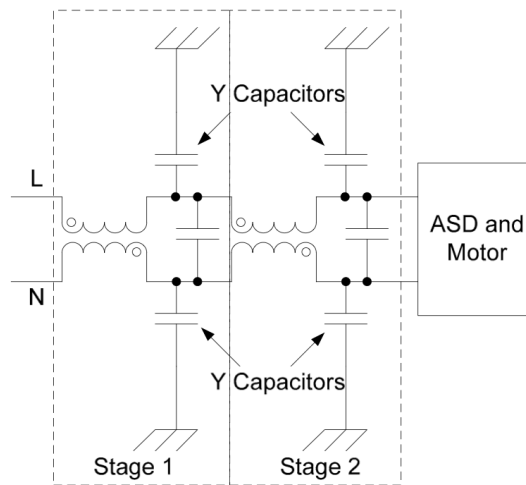 Y Capacitors
L
ASD and
Motor
N
Y Capacitors
Stage 1
Stage 2